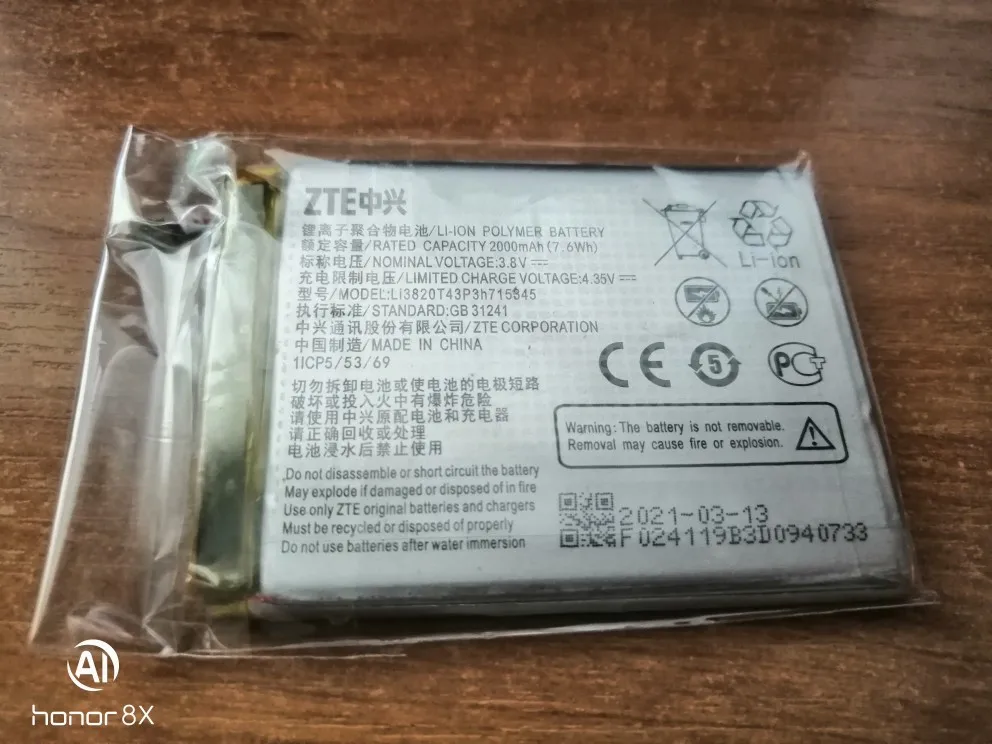 ZTE中兴
锂离子聚合物电池/LI-ION POLYMER BATTERY
额定容量/RATED CAPACITY 2000mAh (7.6Wh)
标称电压/NOMINAL VOLTAGE:3.8V
充电限制电压/LIMITED CHARGE VOLTAGE:4.35V
型号/MODEL:LI3820T43P3h715345
执行标准/STANDARD:GB 31241
中兴通讯股份有限公司/ZTE CORPORATION
中国制造/MADE IN CHINA
1ICP5/53/69
切勿拆卸电池或使电池的电极短路
破坏或投入火中有爆炸危险
请使用中兴原配电池和充电器
请正确回收或处理
电池浸水后禁止使用
Do not disassemble or short circuit the battery
May explode if damaged or disposed of in fire
Use only ZTE original batteries and chargers
Must be recycled or disposed of properly
Do not use batteries after water immersion
Li-ion
CE
5
PC
Warning: The battery is not removable.
Removal may cause fire or explosion.
2021-03-13
F024119B3D0940733
AI
honor 8X